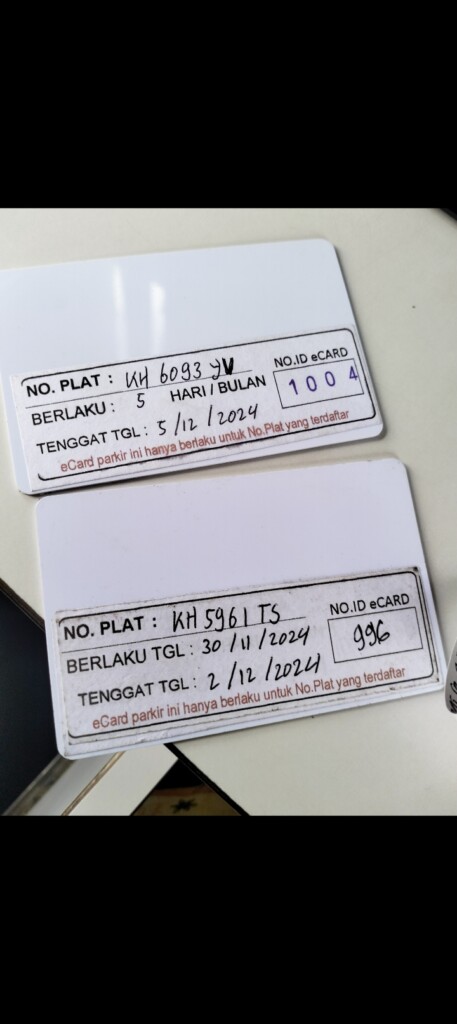 NO. PLAT : KH 6093 YV
NO.ID eCARD
1004
BERLAKU : 5 HARI / BULAN
TENGGAT TGL : 5/12/2024
eCard parkir ini hanya berlaku untuk No.Plat yang terdaftar
NO. PLAT : KH 5961 TS
NO.ID eCARD
996
BERLAKU TGL : 30/11/2024
TENGGAT TGL : 2/12/2024
eCard parkir ini hanya berlaku untuk No.Plat yang terdaftar